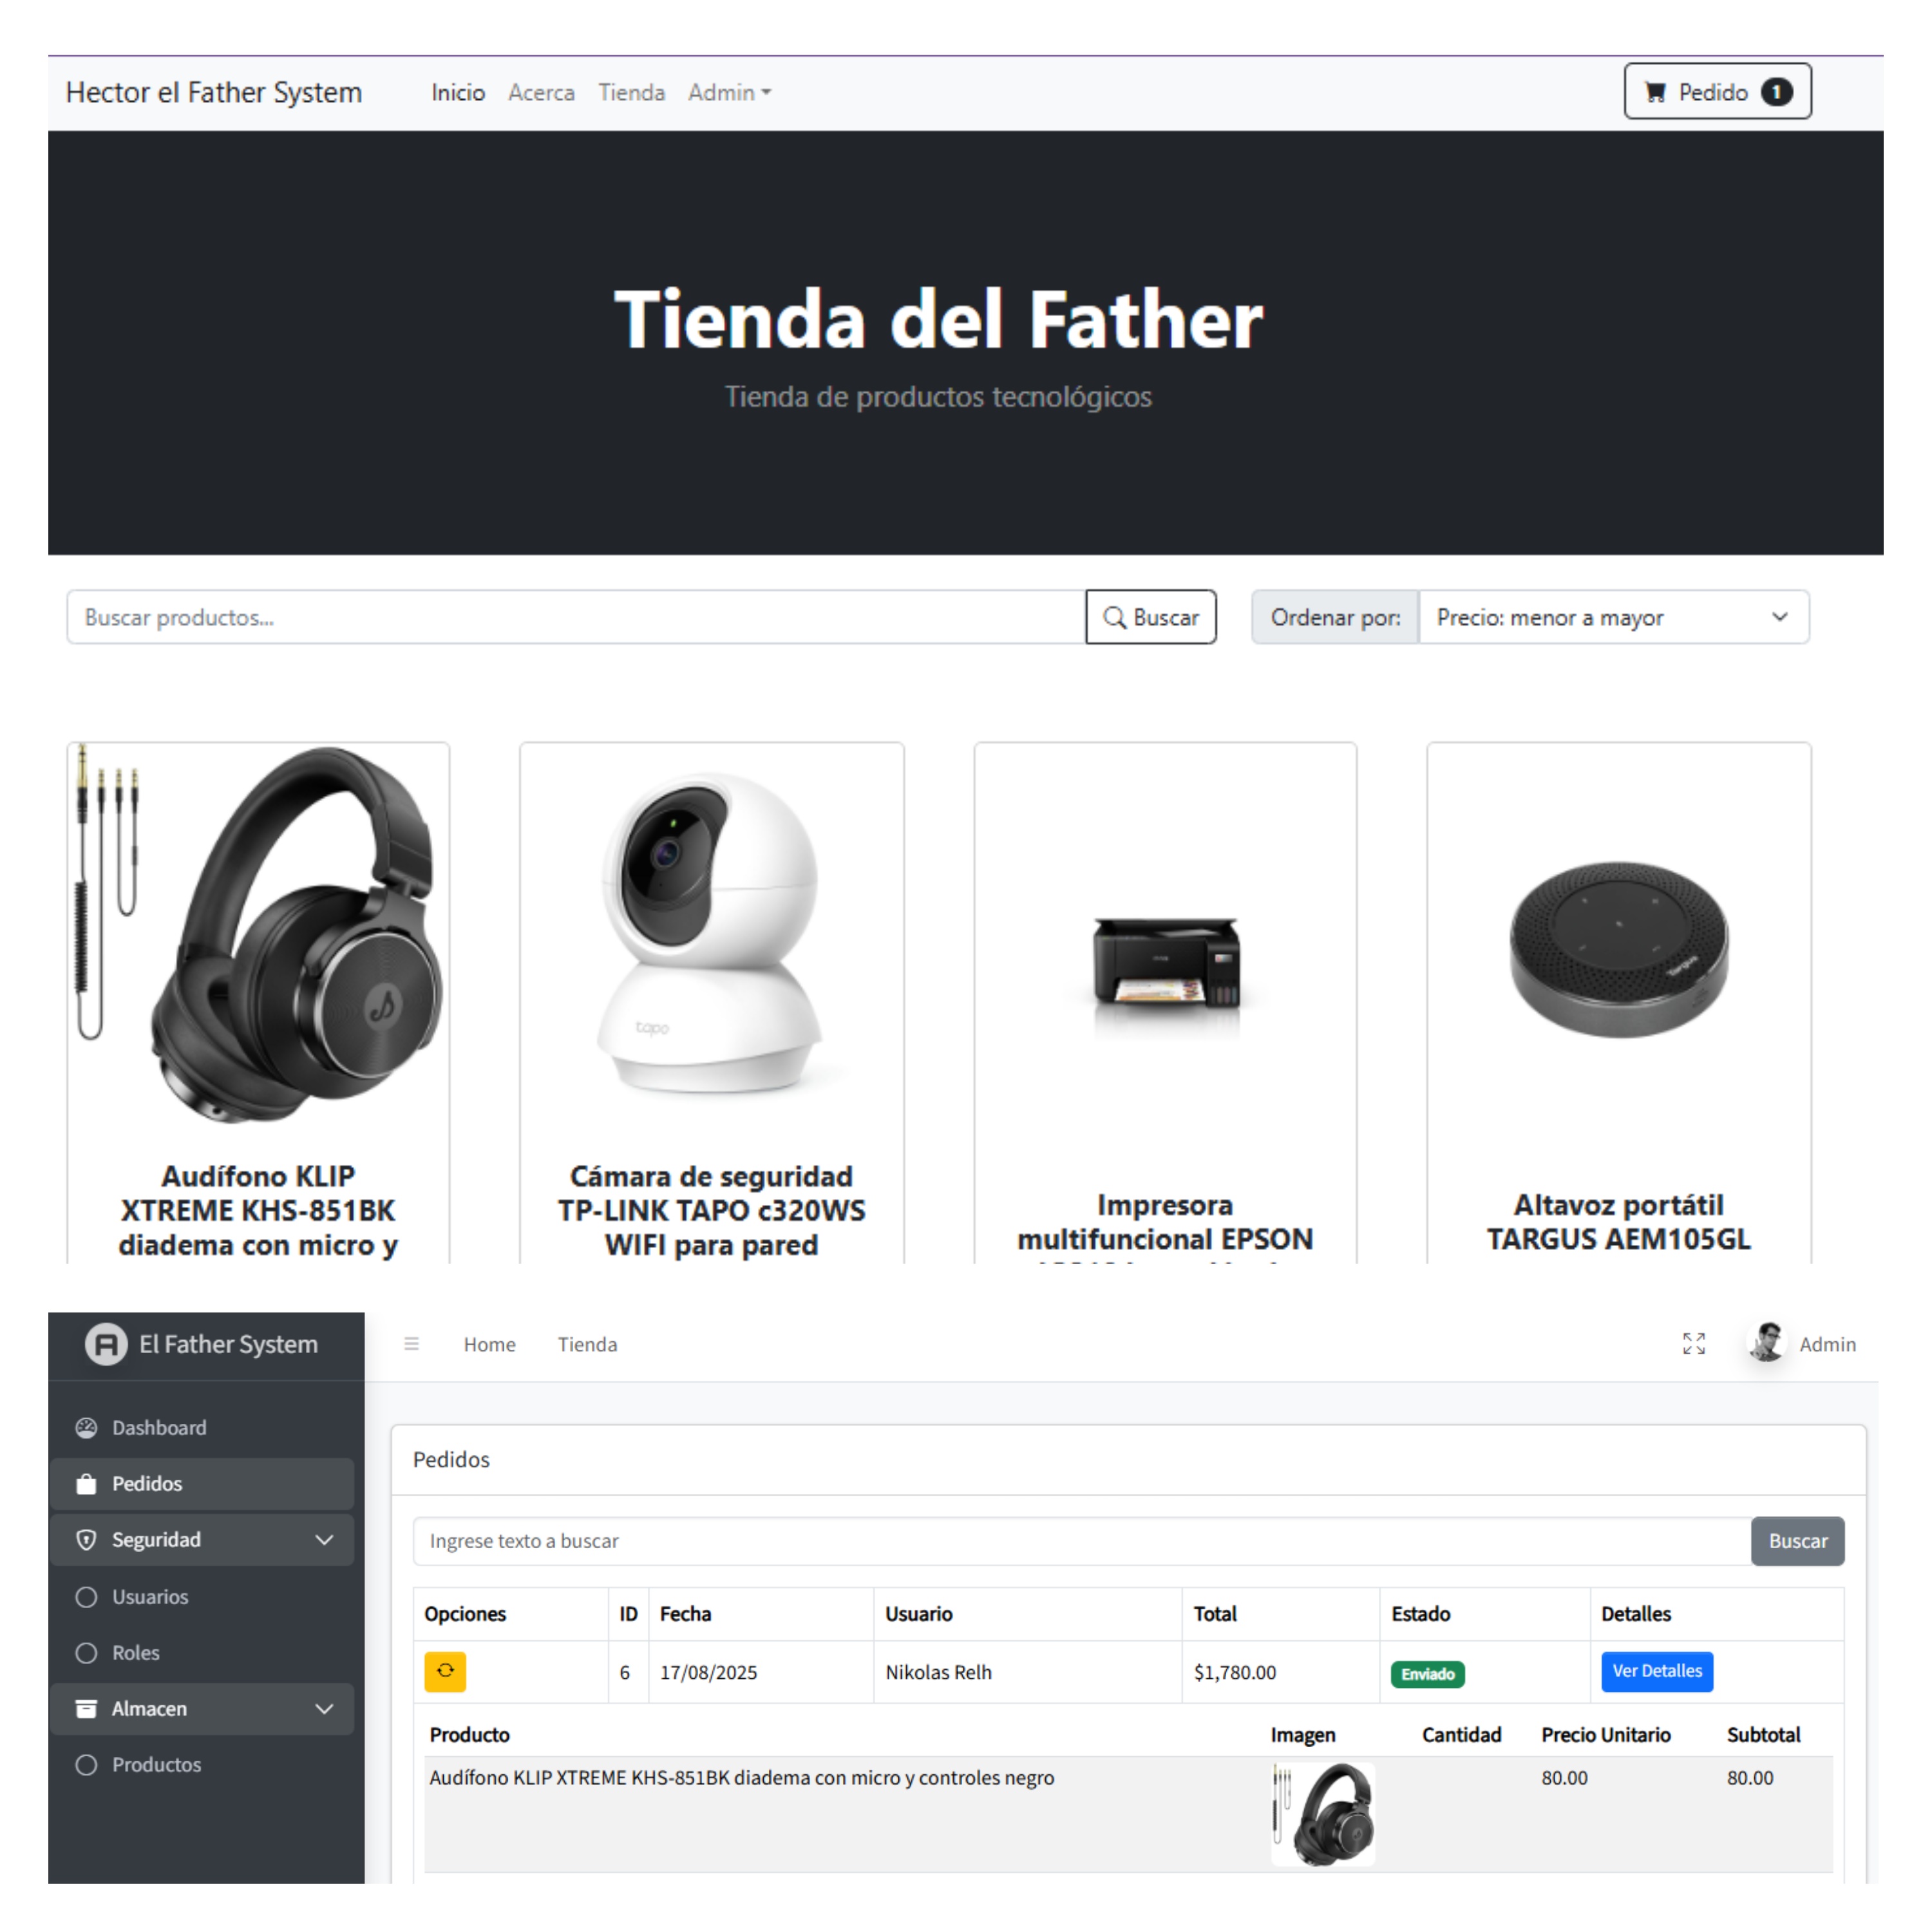 Hector el Father System Inicio Acerca Tienda Admin Pedido 1
Tienda del Father
Tienda de productos tecnológicos
Buscar productos... Buscar Ordenar por: Precio: menor a mayor
tapo
Targus
Audífono KLIP
XTREME KHS-851BK
diadema con micro y
Cámara de seguridad
TP-LINK TAPO c320WS
WIFI para pared
Impresora
multifuncional EPSON
Altavoz portátil
TARGUS AEM105GL
El Father System Home Tienda Admin
Dashboard
Pedidos
Seguridad
Usuarios
Roles
Almacen
Productos
Pedidos
Ingrese texto a buscar Buscar
Opciones ID Fecha Usuario Total Estado Detalles
6 17/08/2025 Nikolas Relh $1,780.00 Enviado Ver Detalles
Producto Imagen Cantidad Precio Unitario Subtotal
Audífono KLIP XTREME KHS-851BK diadema con micro y controles negro 80.00 80.00